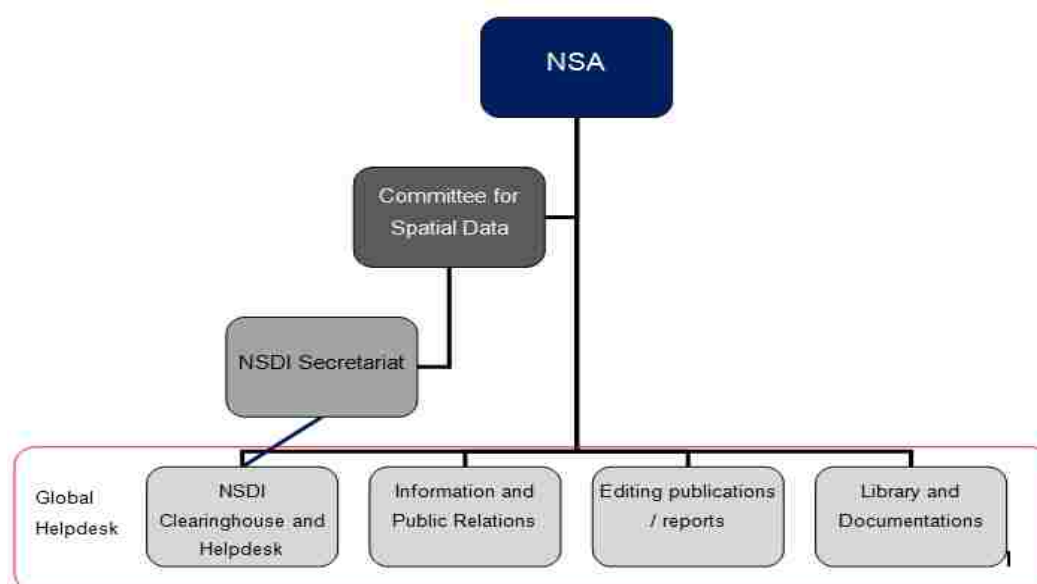 NSA
Committee for
Spatial Data
NSDI Secretariat
Global
Helpdesk
NSDI
Clearinghouse and
Helpdesk
Information and
Public Relations
Editing publications
/ reports
Library and
Documentations